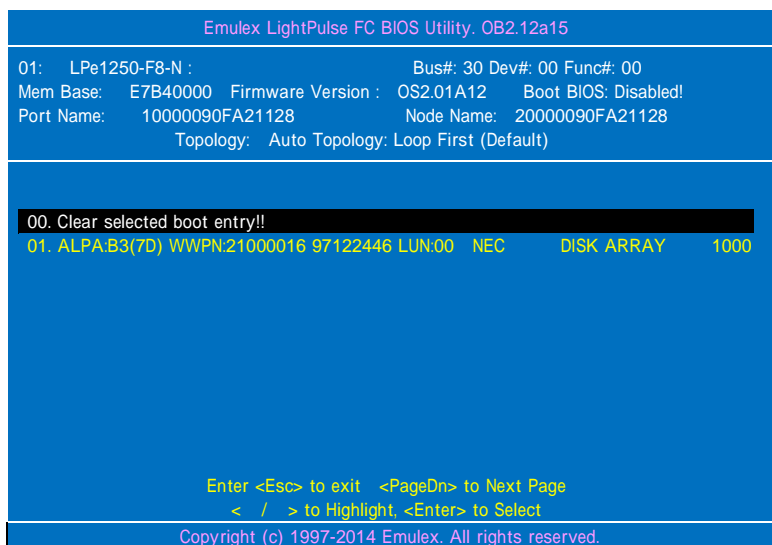 Emulex LightPulse FC BIOS Utility. OB2.12a15
01: LPe1250-F8-N : Bus#: 30 Dev#: 00 Func#: 00
Mem Base: E7B40000 Firmware Version : OS2.01A12 Boot BIOS: Disabled!
Port Name: 10000090FA21128 Node Name: 20000090FA21128
Topology: Auto Topology: Loop First (Default)
00. Clear selected boot entry!!
01. ALPA:B3(7D) WWPN:21000016 97122446 LUN:00 NEC DISK ARRAY 1000
Enter <Esc> to exit <PageDn> to Next Page
< / > to Highlight, <Enter> to Select
Copyright (c) 1997-2014 Emulex. All rights reserved.